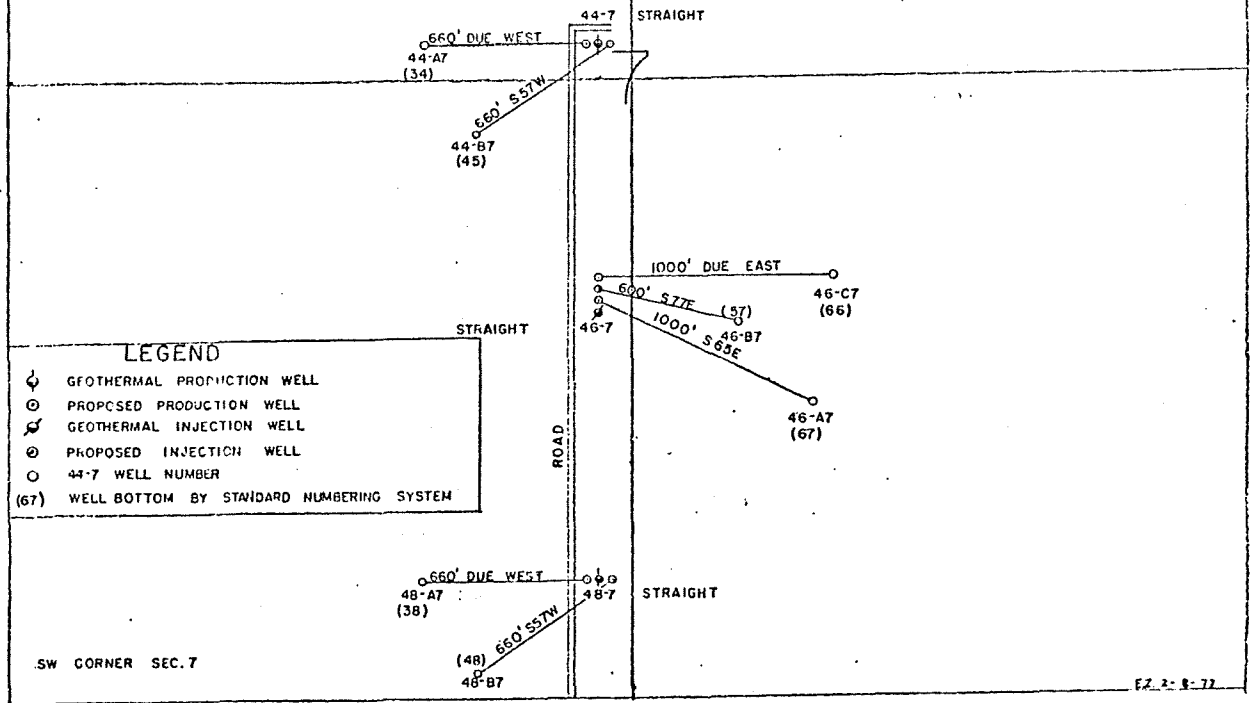 44-7 STRAIGHT
660' DUE WEST
44-A7
(34)
660' S57W
44-B7
(45)
1000' DUE EAST
46-C7
(66)
600' S77E
(57)
46-B7
46-7
1000' S65E
46-A7
(67)
STRAIGHT
LEGEND
GEOTHERMAL PRODUCTION WELL
PROPOSED PRODUCTION WELL
GEOTHERMAL INJECTION WELL
PROPOSED INJECTION WELL
44-7 WELL NUMBER
(67) WELL BOTTOM BY STANDARD NUMBERING SYSTEM
ROAD
660' DUE WEST
48-A7
(38)
48-7
STRAIGHT
660' S57W
(48)
48-B7
SW CORNER SEC. 7